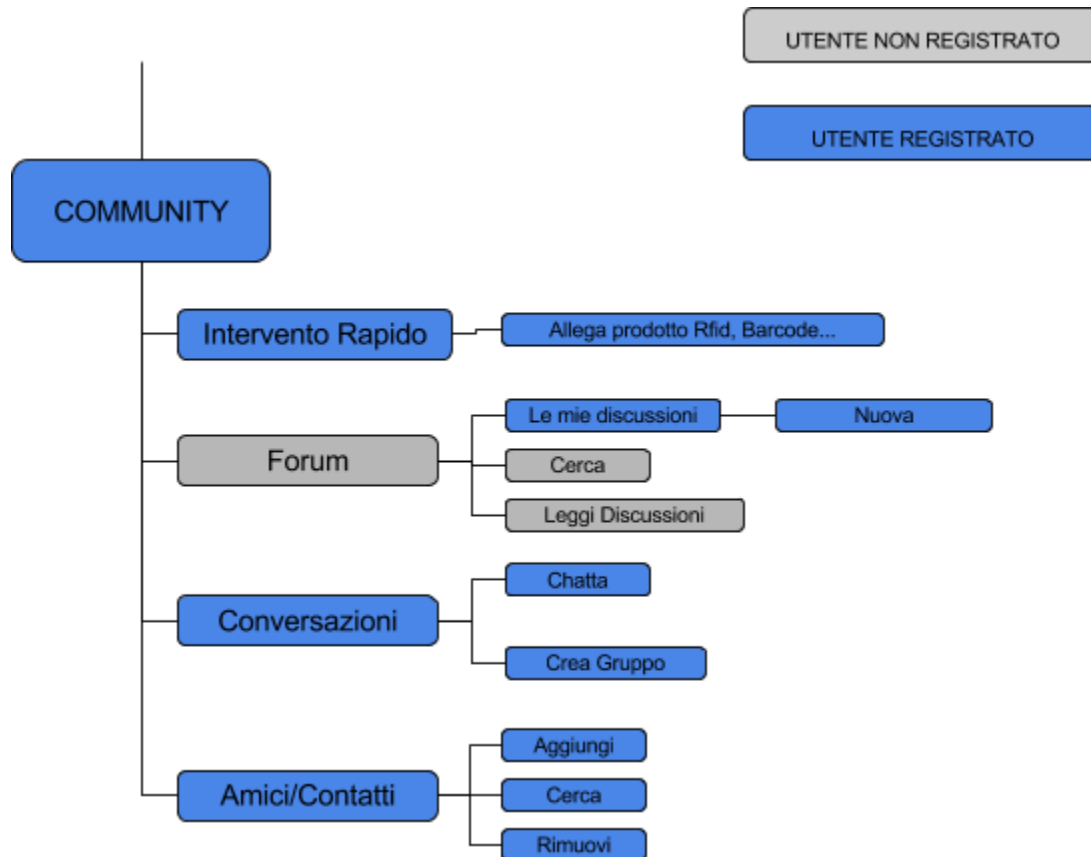 UTENTE NON REGISTRATO
UTENTE REGISTRATO
COMMUNITY
Intervento Rapido
Allega prodotto Rfid, Barcode...
Forum
Le mie discussioni
Nuova
Cerca
Leggi Discussioni
Conversazioni
Chatta
Crea Gruppo
Amici/Contatti
Aggiungi
Cerca
Rimuovi